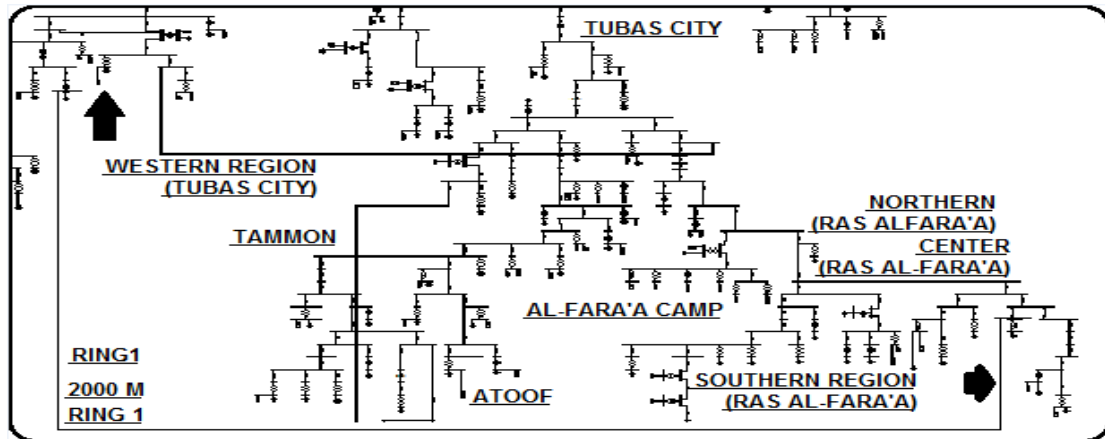 TUBAS CITY
WESTERN REGION
(TUBAS CITY)
NORTHERN
(RAS ALFARA'A)
TAMMON
CENTER
(RAS AL-FARA'A)
AL-FARA'A CAMP
RING1
2000 M
RING 1
ATOOF
SOUTHERN REGION
(RAS AL-FARA'A)